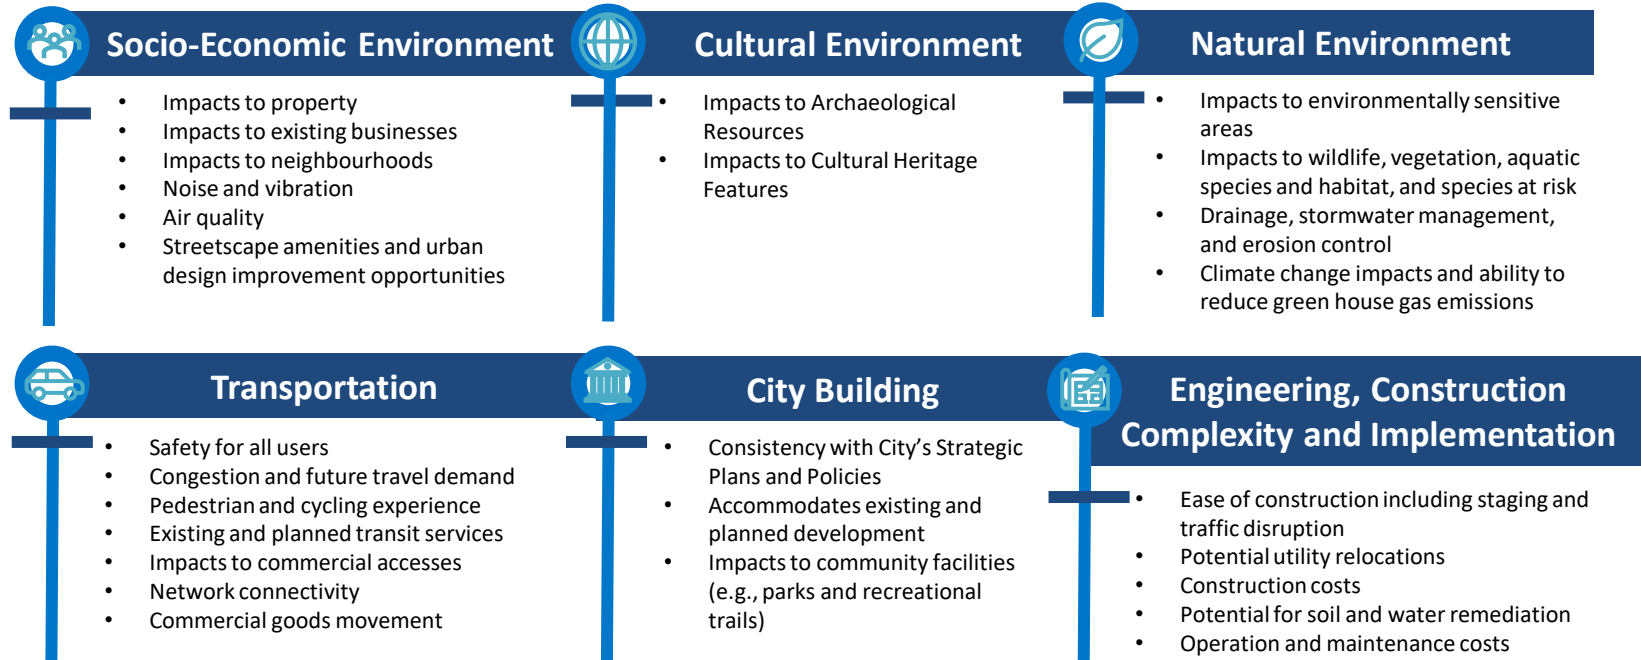 Socio-Economic Environment
• Impacts to property
• Impacts to existing businesses
• Impacts to neighbourhoods
• Noise and vibration
• Air quality
• Streetscape amenities and urban
design improvement opportunities
Cultural Environment
• Impacts to Archaeological
Resources
• Impacts to Cultural Heritage
Features
Natural Environment
• Impacts to environmentally sensitive
areas
• Impacts to wildlife, vegetation, aquatic
species and habitat, and species at risk
• Drainage, stormwater management,
and erosion control
• Climate change impacts and ability to
reduce green house gas emissions
Transportation
• Safety for all users
• Congestion and future travel demand
• Pedestrian and cycling experience
• Existing and planned transit services
• Impacts to commercial accesses
• Network connectivity
• Commercial goods movement
City Building
• Consistency with City’s Strategic
Plans and Policies
• Accommodates existing and
planned development
• Impacts to community facilities
(e.g., parks and recreational
trails)
Engineering, Construction
Complexity and Implementation
• Ease of construction including staging and
traffic disruption
• Potential utility relocations
• Construction costs
• Potential for soil and water remediation
• Operation and maintenance costs